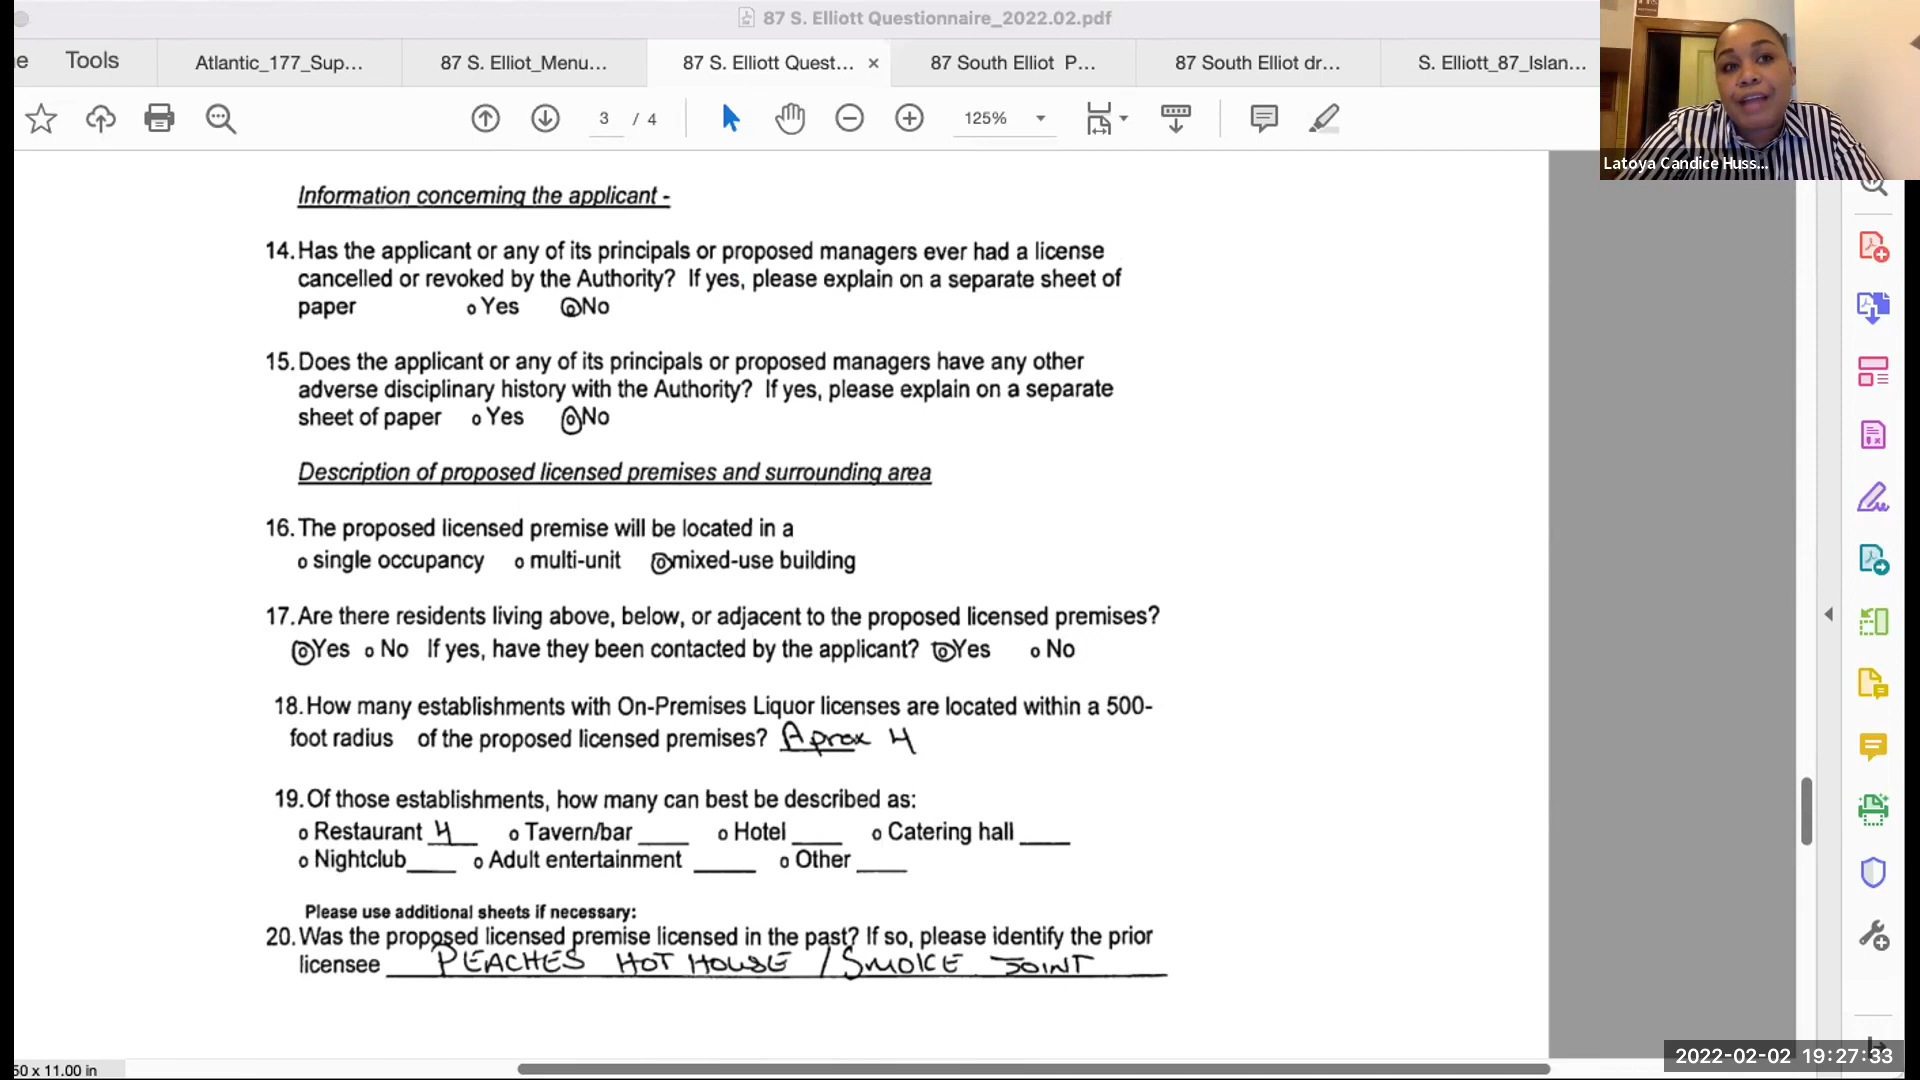 87 S. Elliott Questionnaire_2022.02.pdf
e Tools Atlantic_177_Sup... 87 S. Elliot_Menu... 87 S. Elliott Quest... × 87 South Elliot P... 87 South Elliot dr... S. Elliott_87_Islan...
3 / 4 125%
Latoya Candice Huss...
Information concerning the applicant -
14. Has the applicant or any of its principals or proposed managers ever had a license
cancelled or revoked by the Authority? If yes, please explain on a separate sheet of
paper o Yes o No
15. Does the applicant or any of its principals or proposed managers have any other
adverse disciplinary history with the Authority? If yes, please explain on a separate
sheet of paper o Yes o No
Description of proposed licensed premises and surrounding area
16. The proposed licensed premise will be located in a
o single occupancy o multi-unit o mixed-use building
17. Are there residents living above, below, or adjacent to the proposed licensed premises?
o Yes o No If yes, have they been contacted by the applicant? o Yes o No
18. How many establishments with On-Premises Liquor licenses are located within a 500-
foot radius of the proposed licensed premises? Aprox 4
19. Of those establishments, how many can best be described as:
o Restaurant 4 o Tavern/bar ____ o Hotel ____ o Catering hall ____
o Nightclub ____ o Adult entertainment ____ o Other ____
Please use additional sheets if necessary:
20. Was the proposed licensed premise licensed in the past? If so, please identify the prior
licensee PEACHES HOT HOUSE / SMOKE JOINT
50 x 11.00 in
2022-02-02 19:27:33